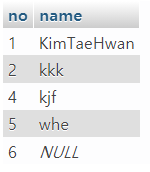 no name
1 KimTaeHwan
2 kkk
4 kjf
5 whe
6 NULL